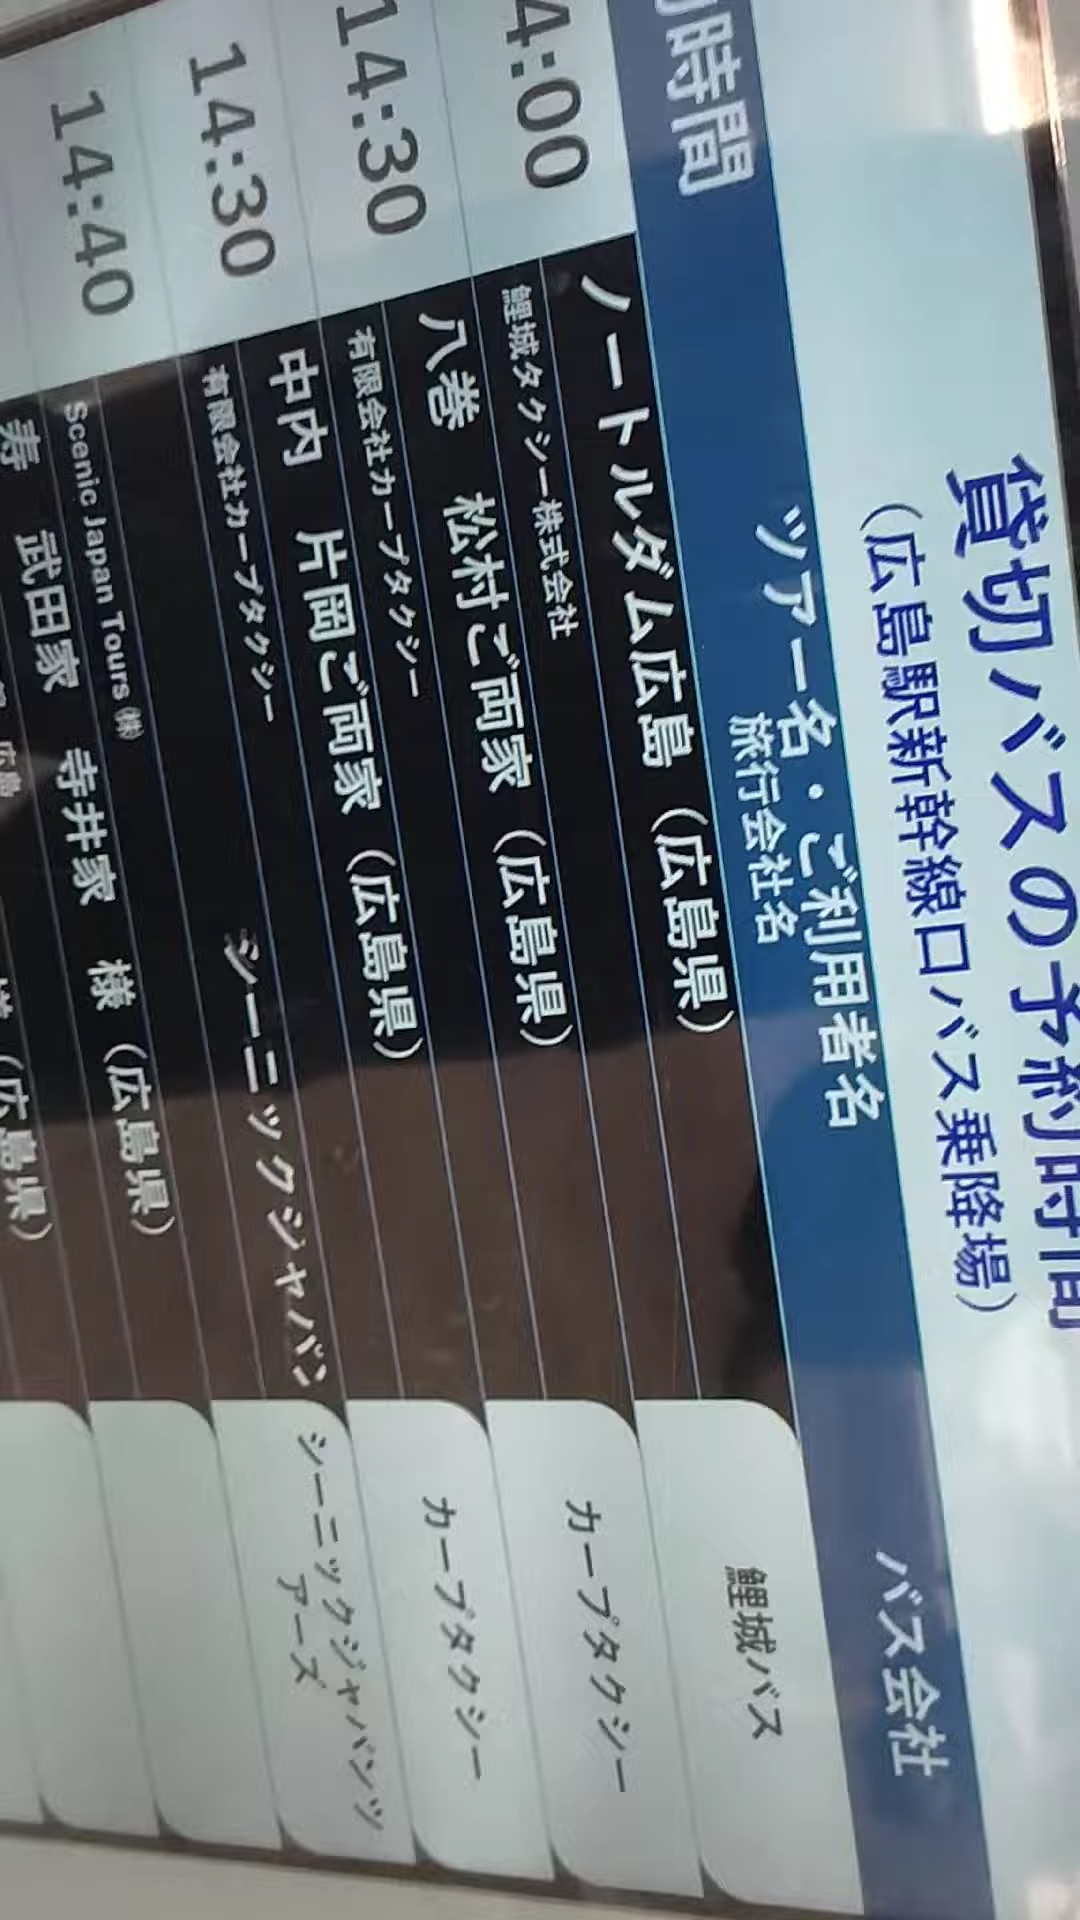 貸切バスの予約時間
（広島駅新幹線口バス乗降場）
時間
ツアー名・ご利用者名
旅行会社名
バス会社
4:00
ノートルダム広島（広島県）
鯉城タクシー株式会社
鯉城バス
14:30
八巻　松村ご両家（広島県）
有限会社カープタクシー
カープタクシー
14:30
中内　片岡ご両家（広島県）
有限会社カープタクシー
カープタクシー
14:40
シーニックジャパン
Scenic Japan Tours ㈱
シーニックジャパンツ
アーズ
寿　武田家　寺井家　様（広島県）
広島
様（広島県）